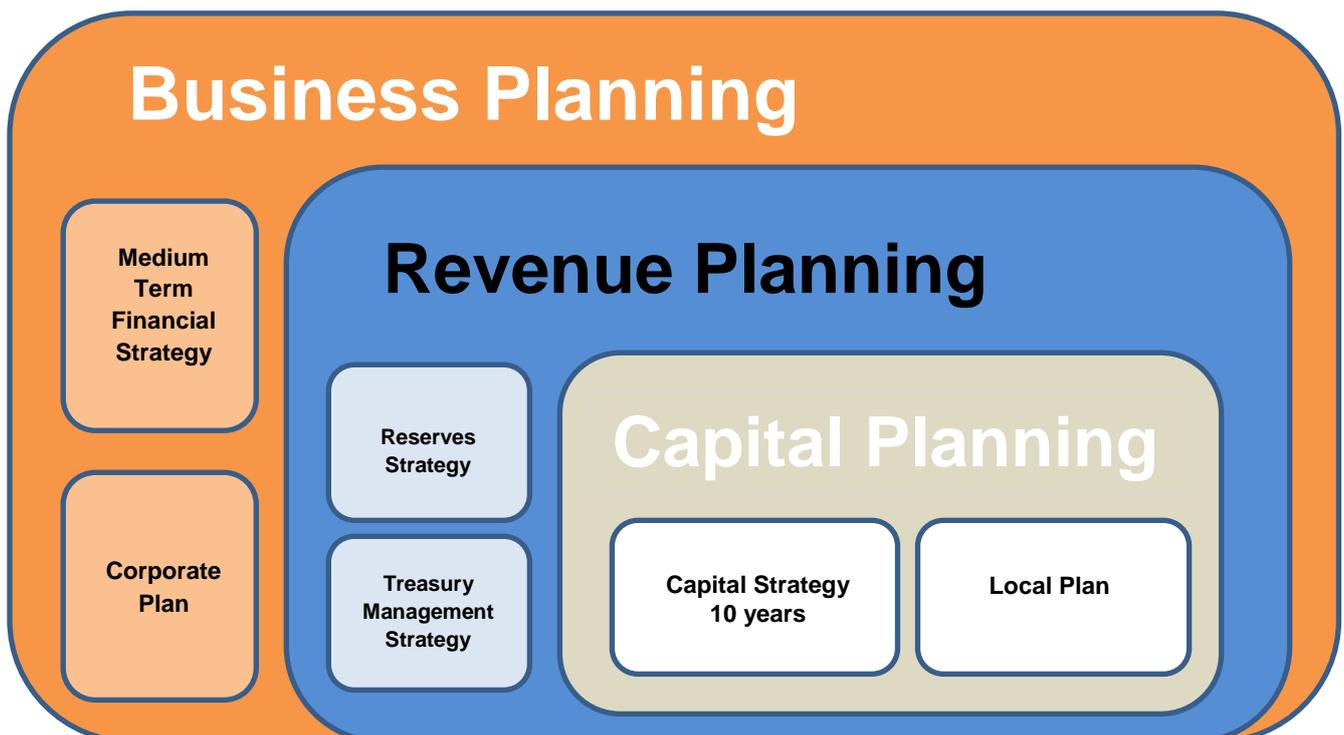 Business Planning
Medium
Term
Financial
Strategy
Corporate
Plan
Revenue Planning
Reserves
Strategy
Treasury
Management
Strategy
Capital Planning
Capital Strategy
10 years
Local Plan